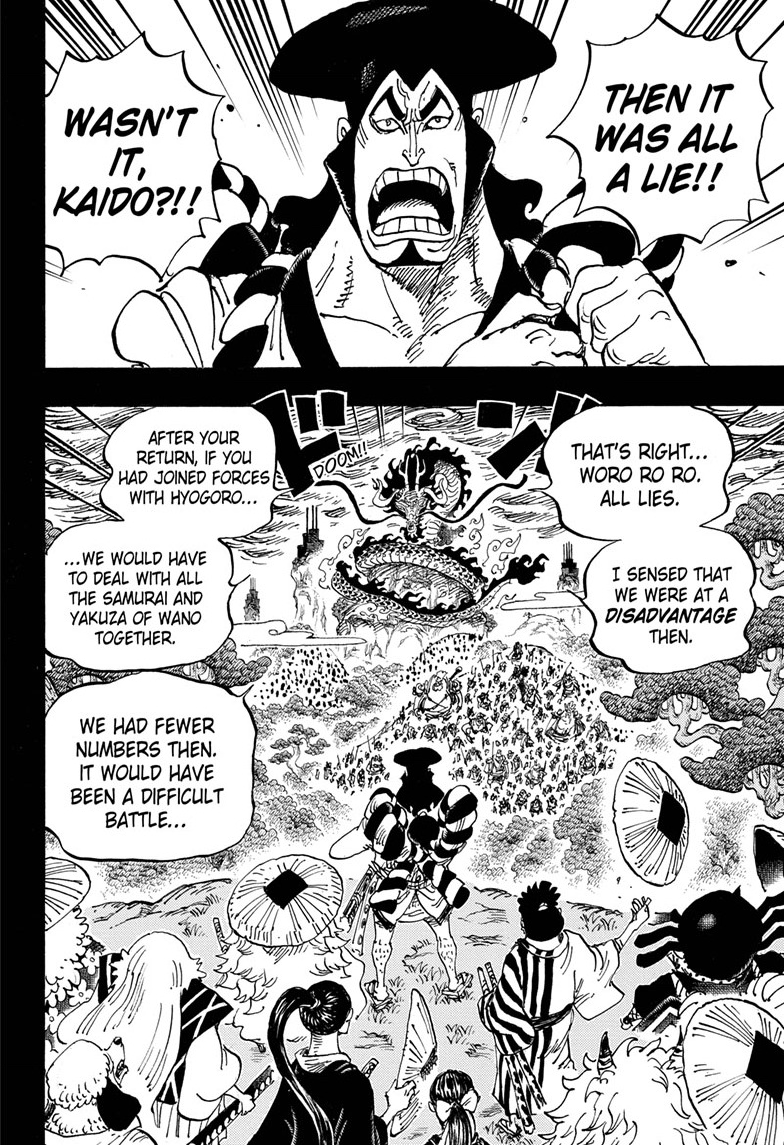 THEN IT
WAS ALL
A LIE!!
WASN'T
IT,
KAIDO?!!
ドン
DOOM!!
THAT'S RIGHT...
WORO RO RO.
ALL LIES.
I SENSED THAT
WE WERE AT A
DISADVANTAGE
THEN.
AFTER YOUR
RETURN, IF YOU
HAD JOINED FORCES
WITH HYOGORO...
...WE WOULD HAVE
TO DEAL WITH ALL
THE SAMURAI AND
YAKUZA OF WANO
TOGETHER.
WE HAD FEWER
NUMBERS THEN.
IT WOULD HAVE
BEEN A DIFFICULT
BATTLE...